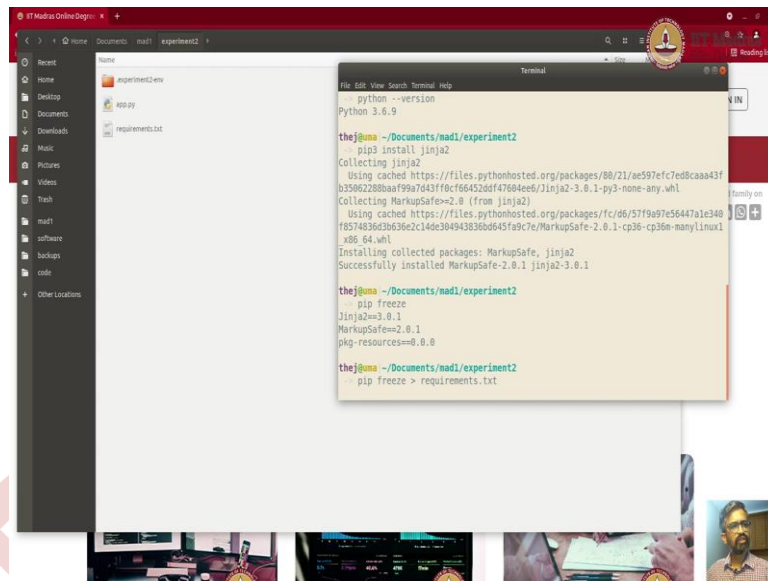 IIT Madras Online Degre
Home Documents mad1 experiment2
Reading lis
Recent
Home
Desktop
Documents
Downloads
Music
Pictures
Videos
Trash
mad1
software
backups
code
Other Locations
Name
Size
.experiment2-env
app.py
requirements.txt
Terminal
File Edit View Search Terminal Help
-> python --version
Python 3.6.9
thej@uma ~/Documents/mad1/experiment2
-> pip3 install jinja2
Collecting jinja2
Using cached https://files.pythonhosted.org/packages/80/21/ae597efc7ed8caaa43f
b35062288baaf99a7d43ff0cf66452ddf47604ee6/Jinja2-3.0.1-py3-none-any.whl
Collecting MarkupSafe>=2.0 (from jinja2)
Using cached https://files.pythonhosted.org/packages/fc/d6/57f9a97e56447a1e340
f8574836d3b636e2c14de304943836bd645fa9c7e/MarkupSafe-2.0.1-cp36-cp36m-manylinux1
_x86_64.whl
Installing collected packages: MarkupSafe, jinja2
Successfully installed MarkupSafe-2.0.1 jinja2-3.0.1
thej@uma ~/Documents/mad1/experiment2
-> pip freeze
Jinja2==3.0.1
MarkupSafe==2.0.1
pkg-resources==0.0.0
thej@uma ~/Documents/mad1/experiment2
-> pip freeze > requirements.txt
N IN
family on